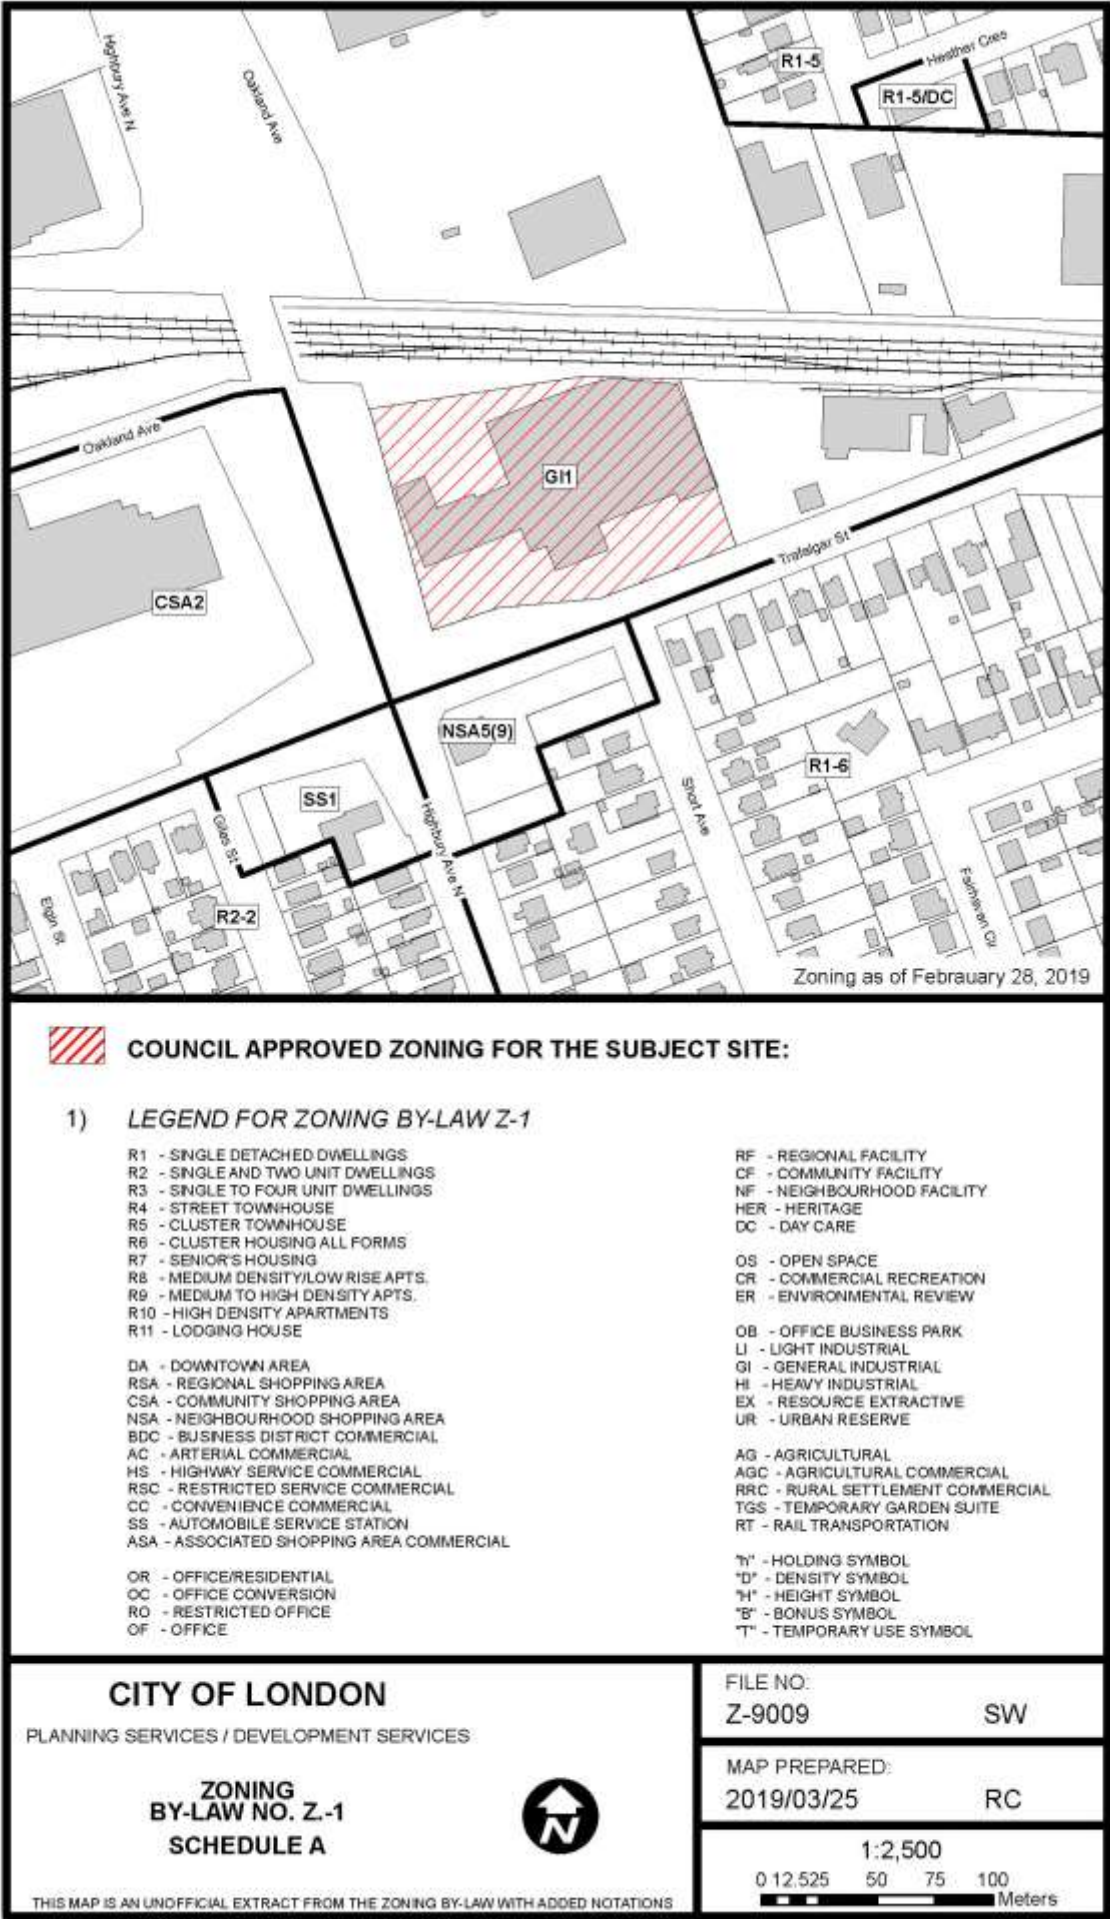 Highbury Ave N
Oakland Ave
R1-5
Heather Cres
R1-5/DC
Oakland Ave
GI1
Trafalgar St
CSA2
NSA5(9)
R1-6
SS1
Giles St
Highbury Ave N
Short Ave
Elgin St
R2-2
Fairhaven Cir
Zoning as of Febrauary 28, 2019
COUNCIL APPROVED ZONING FOR THE SUBJECT SITE:
1) LEGEND FOR ZONING BY-LAW Z-1
R1 - SINGLE DETACHED DWELLINGS
R2 - SINGLE AND TWO UNIT DWELLINGS
R3 - SINGLE TO FOUR UNIT DWELLINGS
R4 - STREET TOWNHOUSE
R5 - CLUSTER TOWNHOUSE
R6 - CLUSTER HOUSING ALL FORMS
R7 - SENIOR'S HOUSING
R8 - MEDIUM DENSITY/LOW RISE APTS.
R9 - MEDIUM TO HIGH DENSITY APTS.
R10 - HIGH DENSITY APARTMENTS
R11 - LODGING HOUSE
DA - DOWNTOWN AREA
RSA - REGIONAL SHOPPING AREA
CSA - COMMUNITY SHOPPING AREA
NSA - NEIGHBOURHOOD SHOPPING AREA
BDC - BUSINESS DISTRICT COMMERCIAL
AC - ARTERIAL COMMERCIAL
HS - HIGHWAY SERVICE COMMERCIAL
RSC - RESTRICTED SERVICE COMMERCIAL
CC - CONVENIENCE COMMERCIAL
SS - AUTOMOBILE SERVICE STATION
ASA - ASSOCIATED SHOPPING AREA COMMERCIAL
OR - OFFICE/RESIDENTIAL
OC - OFFICE CONVERSION
RO - RESTRICTED OFFICE
OF - OFFICE
RF - REGIONAL FACILITY
CF - COMMUNITY FACILITY
NF - NEIGHBOURHOOD FACILITY
HER - HERITAGE
DC - DAY CARE
OS - OPEN SPACE
CR - COMMERCIAL RECREATION
ER - ENVIRONMENTAL REVIEW
OB - OFFICE BUSINESS PARK
LI - LIGHT INDUSTRIAL
GI - GENERAL INDUSTRIAL
HI - HEAVY INDUSTRIAL
EX - RESOURCE EXTRACTIVE
UR - URBAN RESERVE
AG - AGRICULTURAL
AGC - AGRICULTURAL COMMERCIAL
RRC - RURAL SETTLEMENT COMMERCIAL
TGS - TEMPORARY GARDEN SUITE
RT - RAIL TRANSPORTATION
"h" - HOLDING SYMBOL
"D" - DENSITY SYMBOL
"H" - HEIGHT SYMBOL
"B" - BONUS SYMBOL
"T" - TEMPORARY USE SYMBOL
CITY OF LONDON
PLANNING SERVICES / DEVELOPMENT SERVICES
ZONING
BY-LAW NO. Z.-1
SCHEDULE A
N
THIS MAP IS AN UNOFFICIAL EXTRACT FROM THE ZONING BY-LAW WITH ADDED NOTATIONS
FILE NO:
Z-9009 SW
MAP PREPARED:
2019/03/25 RC
1:2,500
0 12.525 50 75 100
Meters